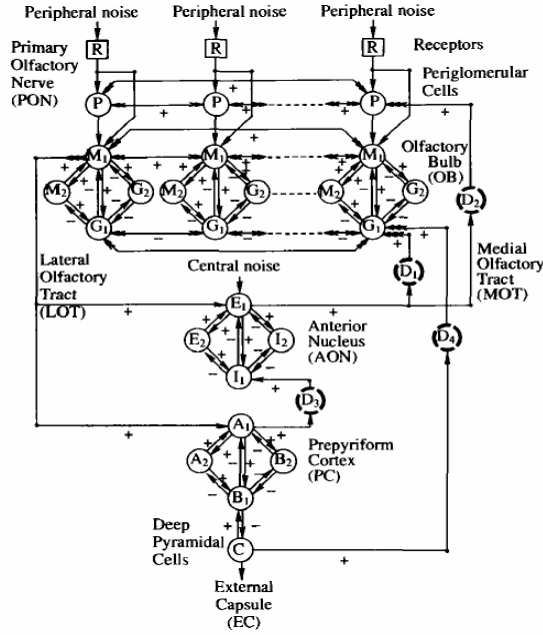 Peripheral noise Peripheral noise Peripheral noise
Primary
Olfactory
Nerve
(PON)
R R R
Receptors
Periglomerular
Cells
P P P
+ + +
+ +
Olfactory
Bulb
(OB)
M₁ M₁ M₁
M₂ G₂ M₂ G₂ M₂ G₂
G₁ G₁ G₁
+ + − − + + − − + + − −
− −
D₂
D₁
+ +
Lateral
Olfactory
Tract
(LOT)
Medial
Olfactory
Tract
(MOT)
Central noise
+ +
E₁
E₂ I₂
I₁
+ + − + − −
Anterior
Nucleus
(AON)
D₄
D₃
+
+
A₁
A₂ B₂
B₁
+ − + + − −
Prepyriform
Cortex
(PC)
+ −
Deep
Pyramidal
Cells
C
+
External
Capsule
(EC)